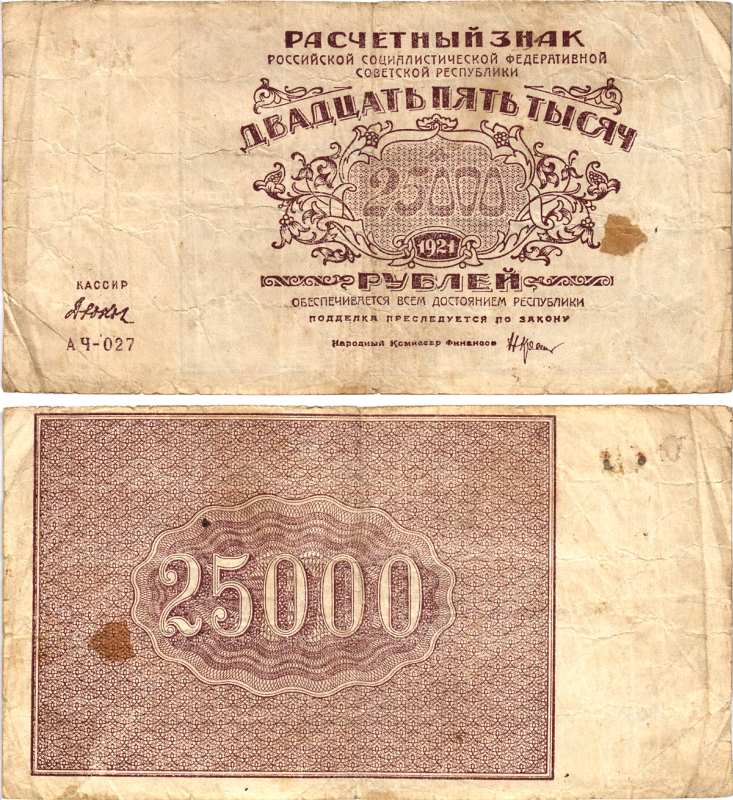 РАСЧЕТНЫЙ ЗНАК
РОССИЙСКОЙ СОЦИАЛИСТИЧЕСКОЙ ФЕДЕРАТИВНОЙ
СОВЕТСКОЙ РЕСПУБЛИКИ
ДВАДЦАТЬ ПЯТЬ ТЫСЯЧ
25000
1921
РУБЛЕЙ
ОБЕСПЕЧИВАЕТСЯ ВСЕМ ДОСТОЯНИЕМ РЕСПУБЛИКИ
ПОДДЕЛКА ПРЕСЛЕДУЕТСЯ ПО ЗАКОНУ
Народный Комиссар Финансов
КАССИР
АЧ-027
25000